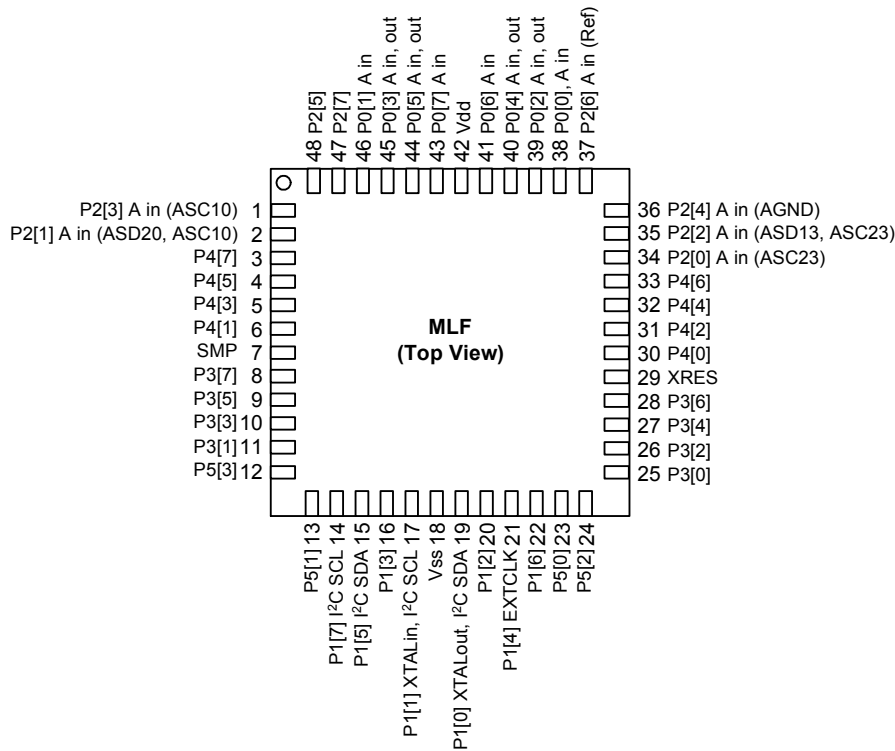 48 P2[5]
47 P2[7]
46 P0[1] A in
45 P0[3] A in, out
44 P0[5] A in, out
43 P0[7] A in
42 Vdd
41 P0[6] A in
40 P0[4] A in, out
39 P0[2] A in, out
38 P0[0], A in
37 P2[6] A in (Ref)
P2[3] A in (ASC10) 1
P2[1] A in (ASD20, ASC10) 2
P4[7] 3
P4[5] 4
P4[3] 5
P4[1] 6
SMP 7
P3[7] 8
P3[5] 9
P3[3] 10
P3[1] 11
P5[3] 12
MLF
(Top View)
36 P2[4] A in (AGND)
35 P2[2] A in (ASD13, ASC23)
34 P2[0] A in (ASC23)
33 P4[6]
32 P4[4]
31 P4[2]
30 P4[0]
29 XRES
28 P3[6]
27 P3[4]
26 P3[2]
25 P3[0]
P5[1] 13
P1[7] I²C SCL 14
P1[5] I²C SDA 15
P1[3] 16
P1[1] XTALin, I²C SCL 17
Vss 18
P1[0] XTALout, I²C SDA 19
P1[2] 20
P1[4] EXTCLK 21
P1[6] 22
P5[0] 23
P5[2] 24